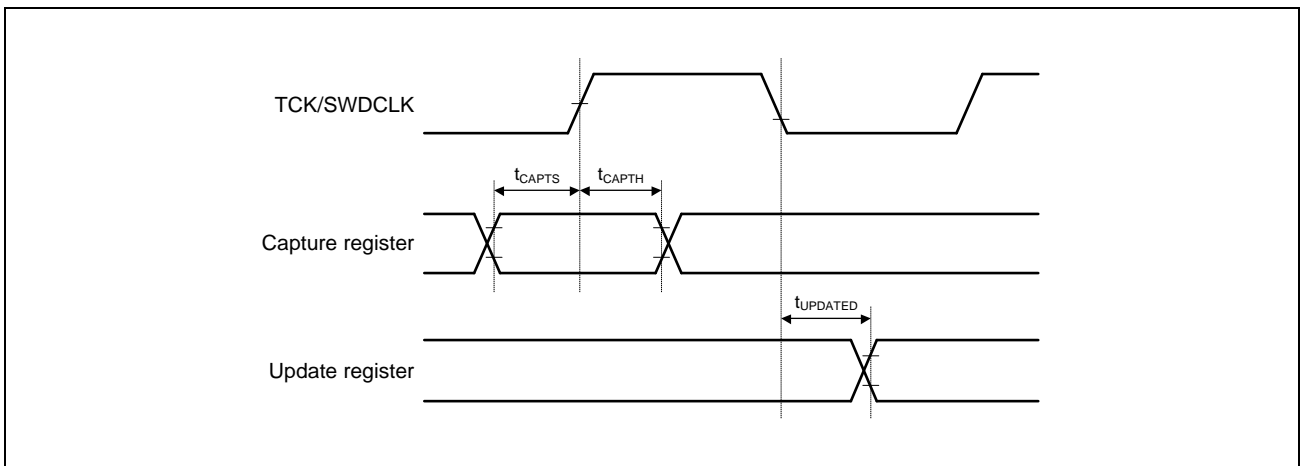 TCK/SWDCLK
tCAPTS
tCAPTH
Capture register
tUPDATED
Update register